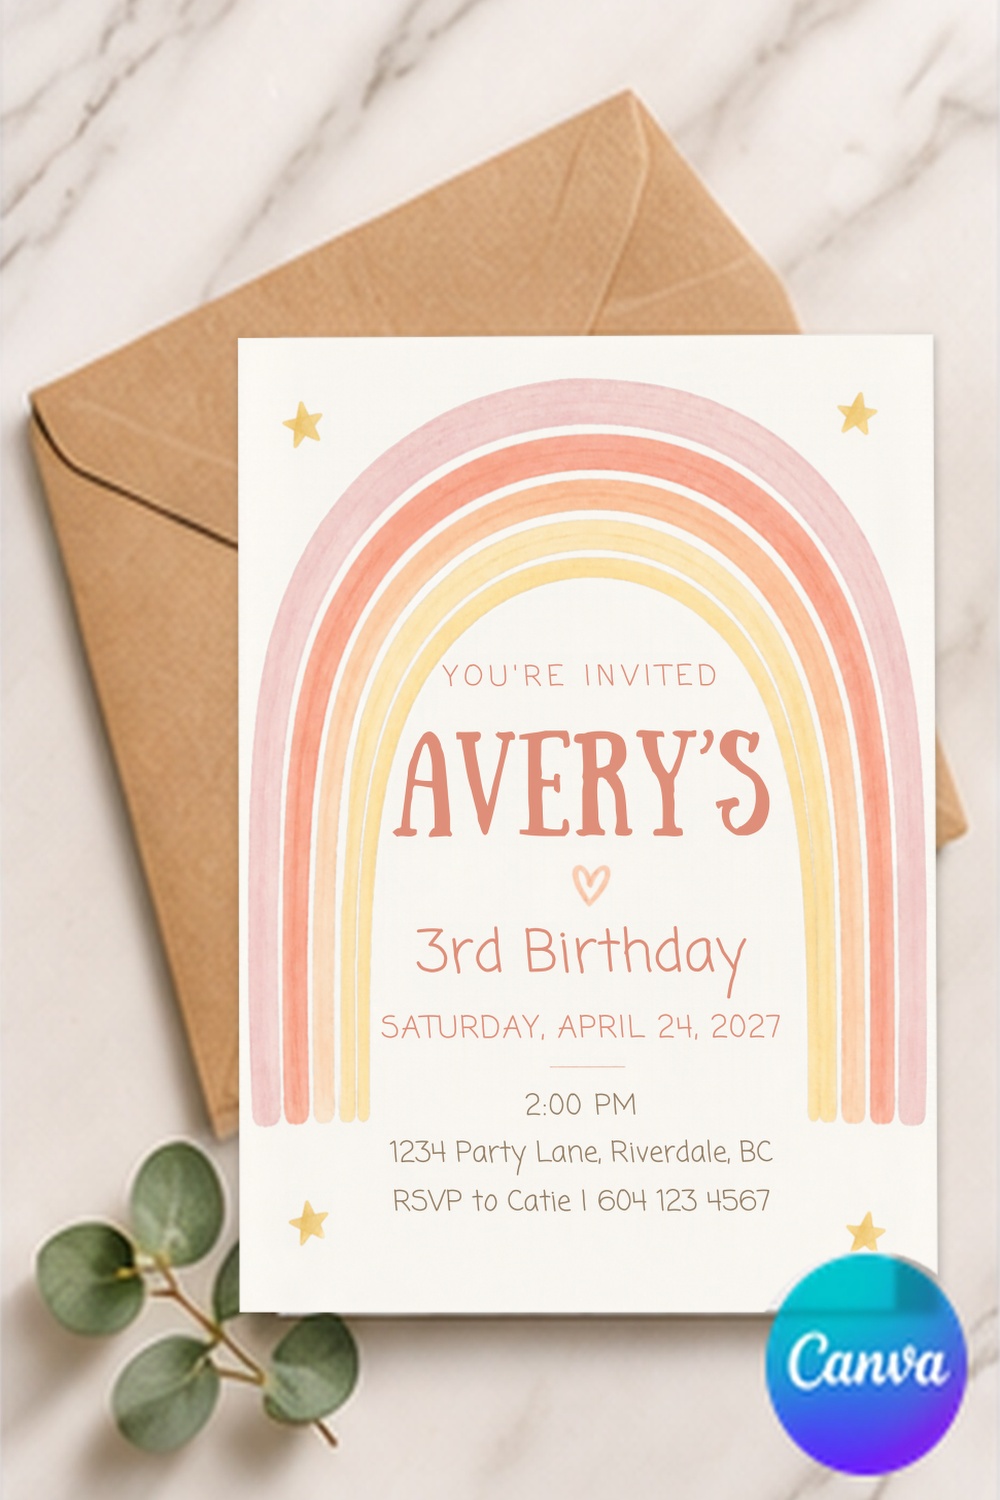 YOU'RE INVITED
AVERY'S
3rd Birthday
SATURDAY, APRIL 24, 2027
2:00 PM
1234 Party Lane, Riverdale, BC
RSVP to Catie | 604 123 4567
Canva